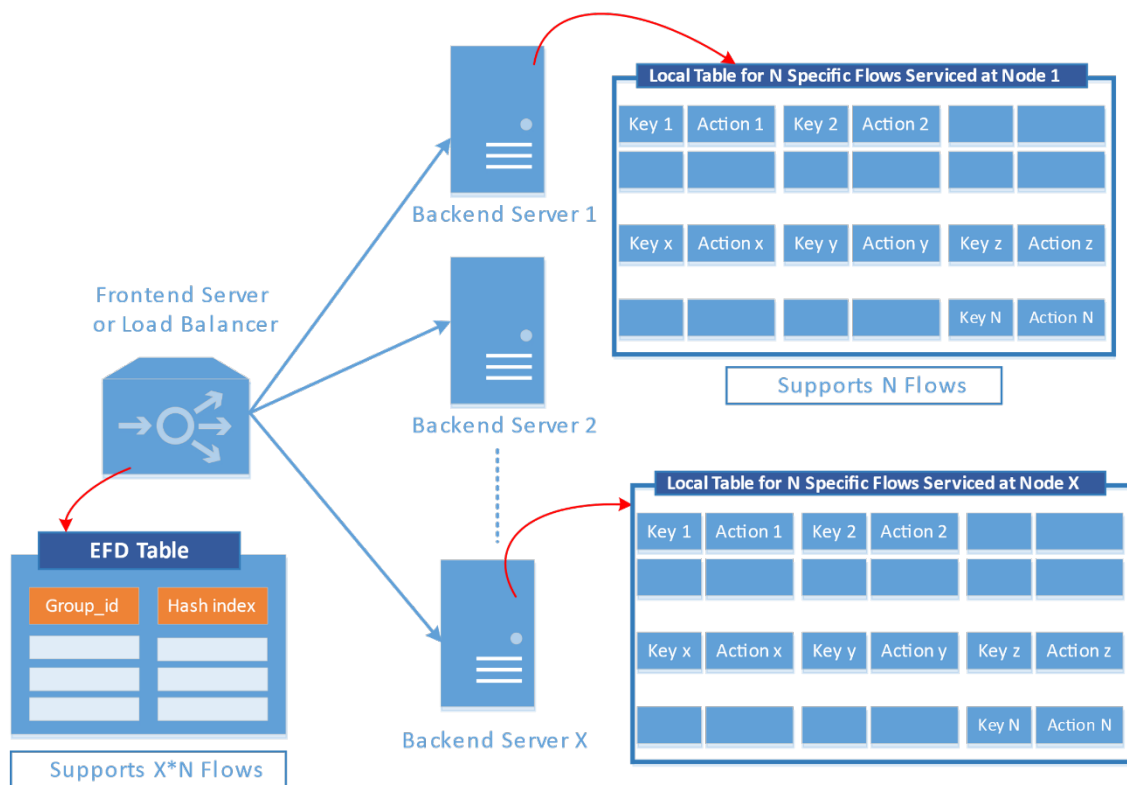 Local Table for N Specific Flows Serviced at Node 1
Key 1 Action 1 Key 2 Action 2
Key x Action x Key y Action y Key z Action z
Key N Action N
Supports N Flows
Backend Server 1
Frontend Server
or Load Balancer
Backend Server 2
Local Table for N Specific Flows Serviced at Node X
Key 1 Action 1 Key 2 Action 2
Key x Action x Key y Action y Key z Action z
Key N Action N
Backend Server X
EFD Table
Group_id Hash index
Supports X*N Flows